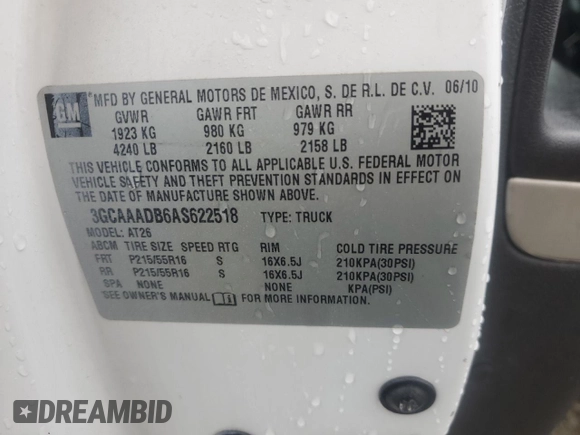 GM
MFD BY GENERAL MOTORS DE MEXICO, S. DE R.L. DE C.V. 06/10
GVWR GAWR FRT GAWR RR
1923 KG 980 KG 979 KG
4240 LB 2160 LB 2158 LB
THIS VEHICLE CONFORMS TO ALL APPLICABLE U.S. FEDERAL MOTOR
VEHICLE SAFETY AND THEFT PREVENTION STANDARDS IN EFFECT ON
THE DATE OF MANUFACTURE SHOWN ABOVE.
3GCAAADB6AS622518 TYPE: TRUCK
MODEL: AT26
ABCM TIRE SIZE SPEED RTG RIM COLD TIRE PRESSURE
FRT P215/55R16 S 16X6.5J 210KPA(30PSI)
RR P215/55R16 S 16X6.5J 210KPA(30PSI)
SPA NONE NONE KPA(PSI)
SEE OWNER'S MANUAL FOR MORE INFORMATION.
DREAMBID